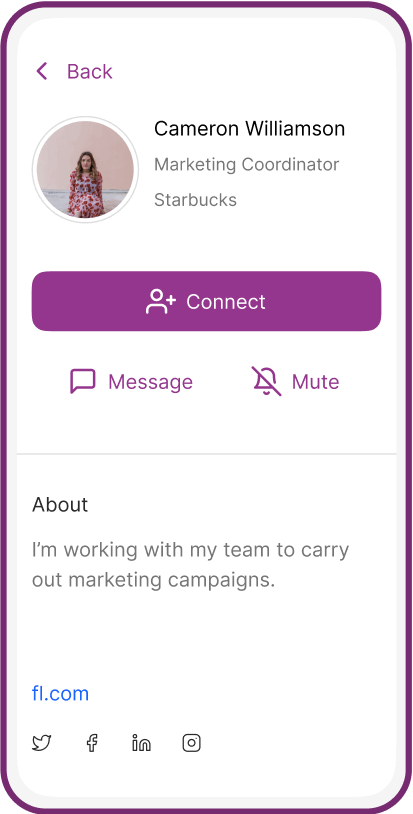 Back
Cameron Williamson
Marketing Coordinator
Starbucks
Connect
Message
Mute
About
I’m working with my team to carry
out marketing campaigns.
fl.com